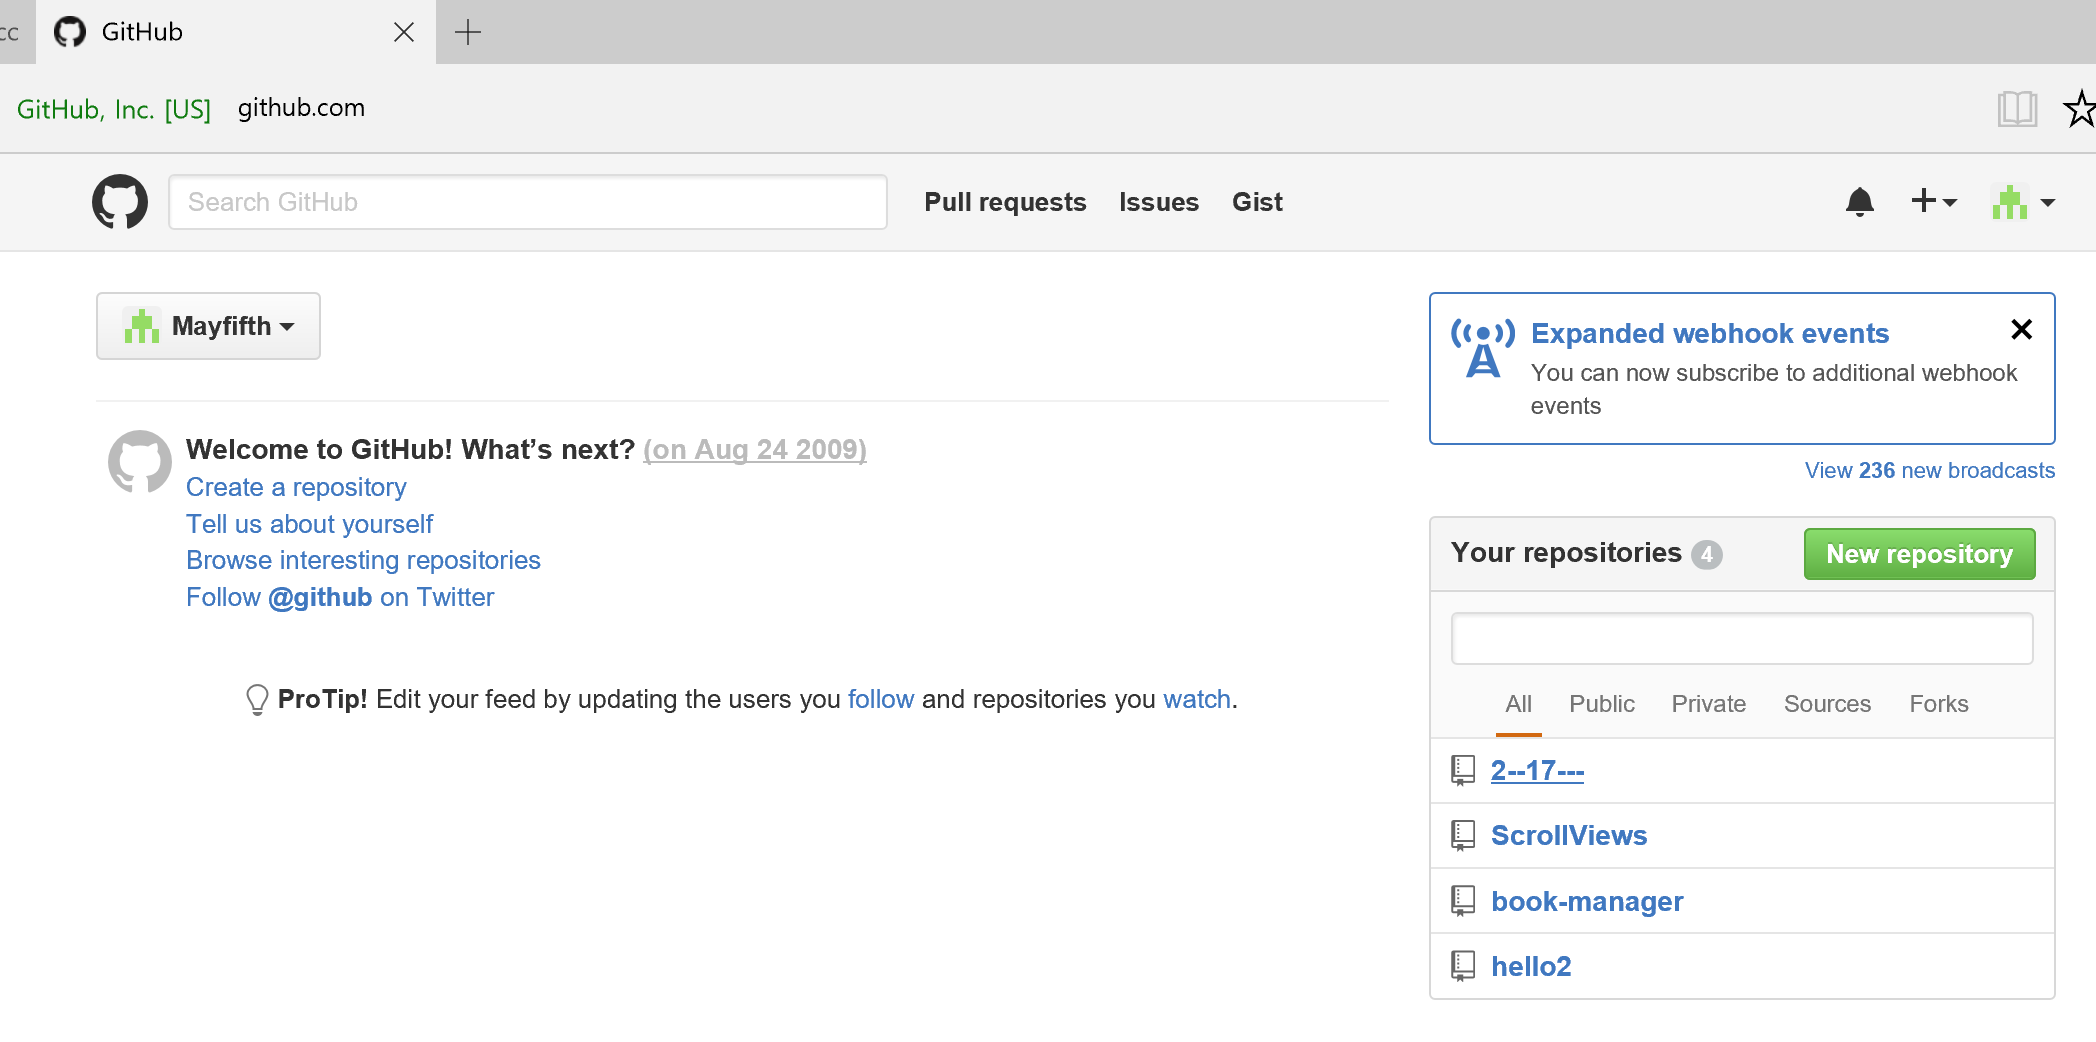 GitHub
GitHub, Inc. [US] github.com
Search GitHub
Pull requests Issues Gist
Mayfifth
Expanded webhook events
You can now subscribe to additional webhook
events
View 236 new broadcasts
Welcome to GitHub! What’s next? (on Aug 24 2009)
Create a repository
Tell us about yourself
Browse interesting repositories
Follow @github on Twitter
ProTip! Edit your feed by updating the users you follow and repositories you watch.
Your repositories 4 New repository
All Public Private Sources Forks
2--17---
ScrollViews
book-manager
hello2